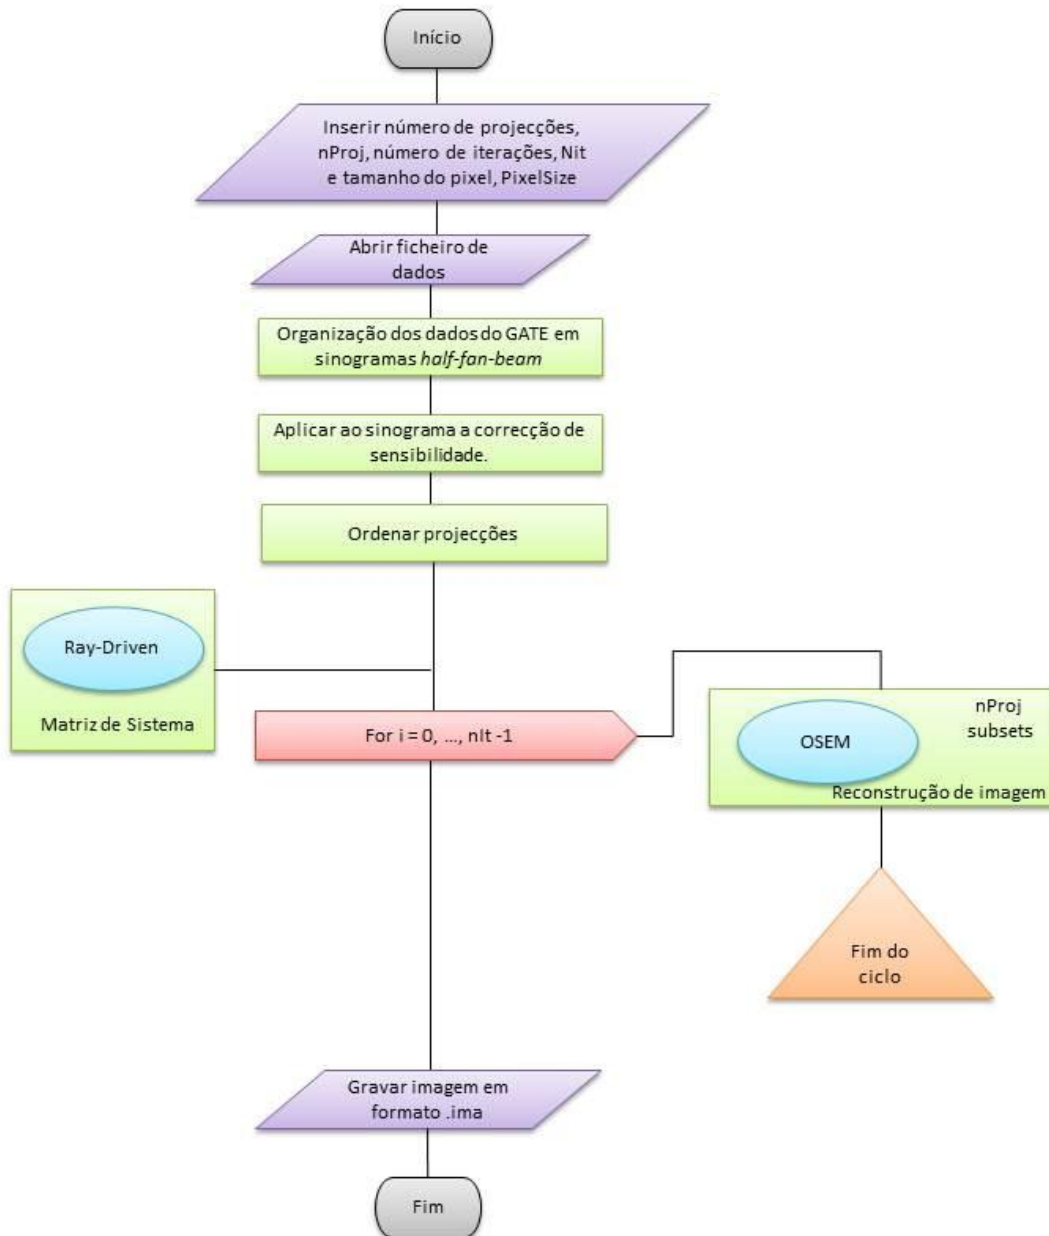 Início
Inserir número de projecções,
nProj, número de iterações, Nit
e tamanho do pixel, PixelSize
Abrir ficheiro de
dados
Organização dos dados do GATE em
sinogramas half-fan-beam
Aplicar ao sinograma a correcção de
sensibilidade.
Ordenar projecções
Ray-Driven
Matriz de Sistema
For i = 0, ..., nIt -1
nProj
subsets
OSEM
Reconstrução de imagem
Fim do
ciclo
Gravar imagem em
formato .ima
Fim